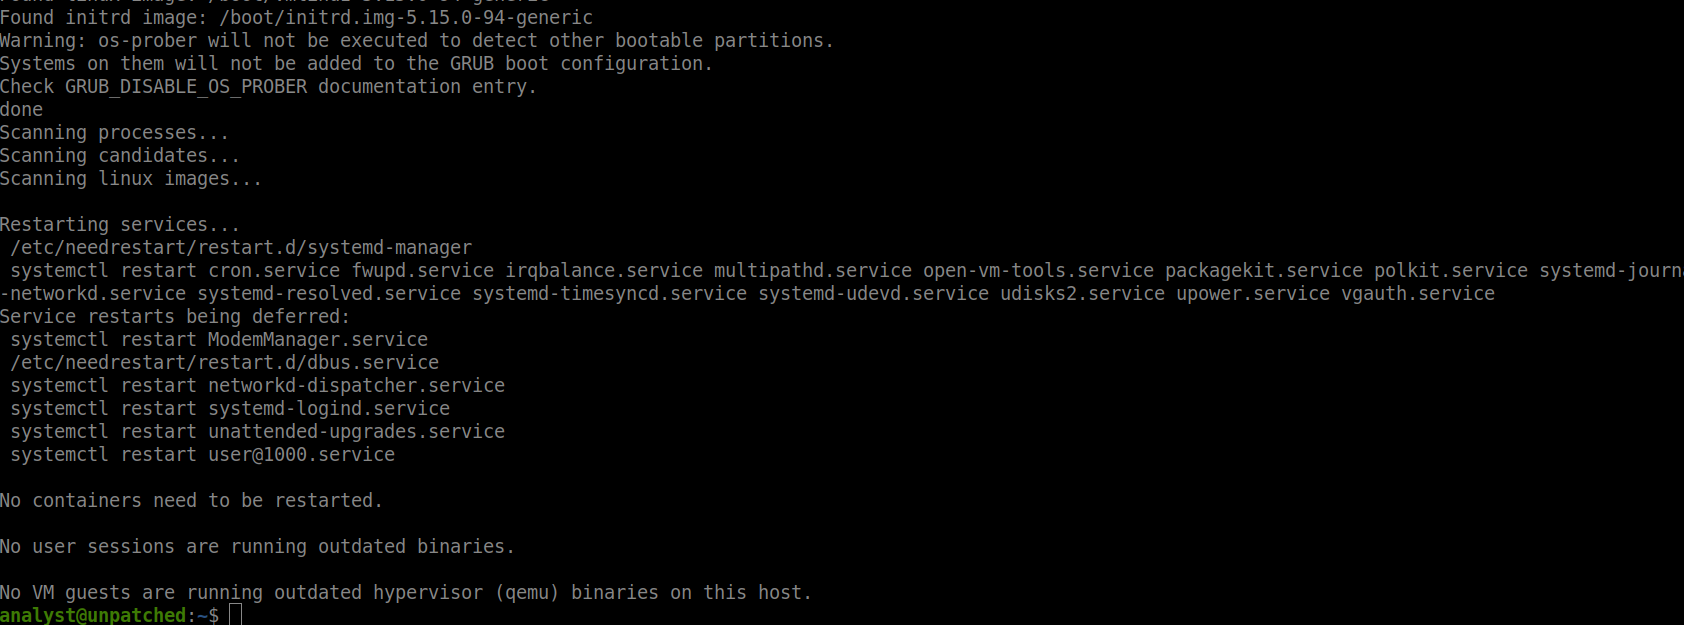 Found initrd image: /boot/initrd.img-5.15.0-94-generic
Warning: os-prober will not be executed to detect other bootable partitions.
Systems on them will not be added to the GRUB boot configuration.
Check GRUB_DISABLE_OS_PROBER documentation entry.
done
Scanning processes...
Scanning candidates...
Scanning linux images...
Restarting services...
/etc/needrestart/restart.d/systemd-manager
systemctl restart cron.service fwupd.service irqbalance.service multipathd.service open-vm-tools.service packagekit.service polkit.service systemd-journ
-networkd.service systemd-resolved.service systemd-timesyncd.service systemd-udevd.service udisks2.service upower.service vgauth.service
Service restarts being deferred:
systemctl restart ModemManager.service
/etc/needrestart/restart.d/dbus.service
systemctl restart networkd-dispatcher.service
systemctl restart systemd-logind.service
systemctl restart unattended-upgrades.service
systemctl restart user@1000.service
No containers need to be restarted.
No user sessions are running outdated binaries.
No VM guests are running outdated hypervisor (qemu) binaries on this host.
analyst@unpatched:~$